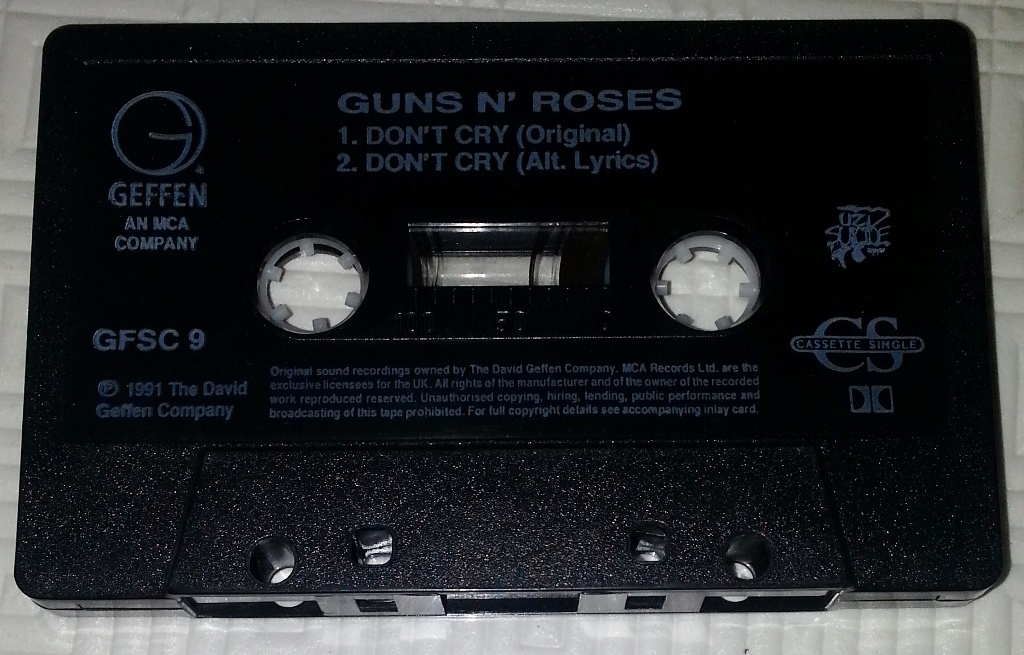 GUNS N' ROSES
1. DON'T CRY (Original)
2. DON'T CRY (Alt. Lyrics)
G
GEFFEN
AN MCA
COMPANY
UZI
SUICIDE
GFSC 9
CS
CASSETTE SINGLE
℗ 1991 The David
Geffen Company
Original sound recordings owned by The David Geffen Company. MCA Records Ltd. are the
exclusive licensees for the UK. All rights of the manufacturer and of the owner of the recorded
work reproduced reserved. Unauthorised copying, hiring, lending, public performance and
broadcasting of this tape prohibited. For full copyright details see accompanying inlay card.